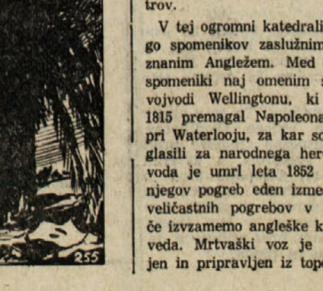 trov.
V tej ogromni katedrali
go spomenikov zaslužnim
znanim Angležem. Med
spomeniki naj omenim
vojvodi Wellingtonu, ki
1815 premagal Napoleona
pri Waterlooju, za kar so
glasili za narodnega her
voda je umrl leta 1852
njegov pogreb eden izme
veličastnih pogrebov v
če izvzamemo angleške k
veda. Mrtvaški voz je
jen in pripravljen iz topo
255